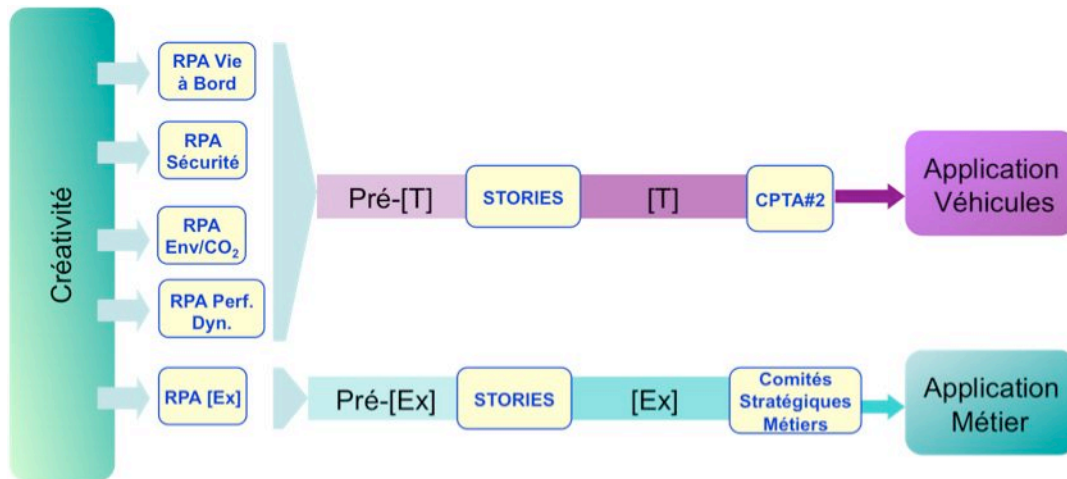 Créativité
RPA Vie
à Bord
RPA
Sécurité
RPA
Env/CO₂
RPA Perf.
Dyn.
RPA [Ex]
Pré-[T]
STORIES
[T]
CPTA#2
Application
Véhicules
Pré-[Ex]
STORIES
[Ex]
Comités
Stratégiques
Métiers
Application
Métier